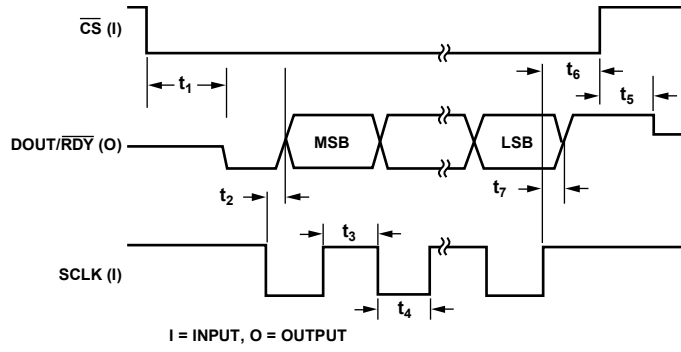 CS (I)
t6
t1
t5
DOUT/RDY (O)
MSB
LSB
t2
t7
t3
SCLK (I)
t4
I = INPUT, O = OUTPUT